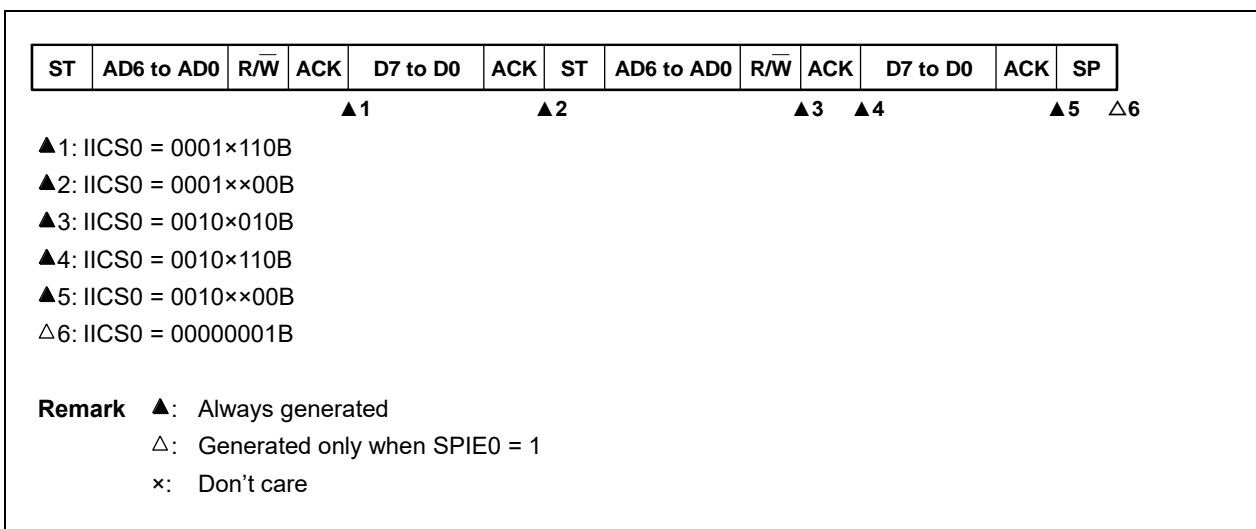 ST AD6 to AD0 R/W̅ ACK D7 to D0 ACK ST AD6 to AD0 R/W̅ ACK D7 to D0 ACK SP
▲1 ▲2 ▲3 ▲4 ▲5 △6
▲1: IICS0 = 0001×110B
▲2: IICS0 = 0001××00B
▲3: IICS0 = 0010×010B
▲4: IICS0 = 0010×110B
▲5: IICS0 = 0010××00B
△6: IICS0 = 00000001B
Remark ▲: Always generated
△: Generated only when SPIE0 = 1
×: Don’t care